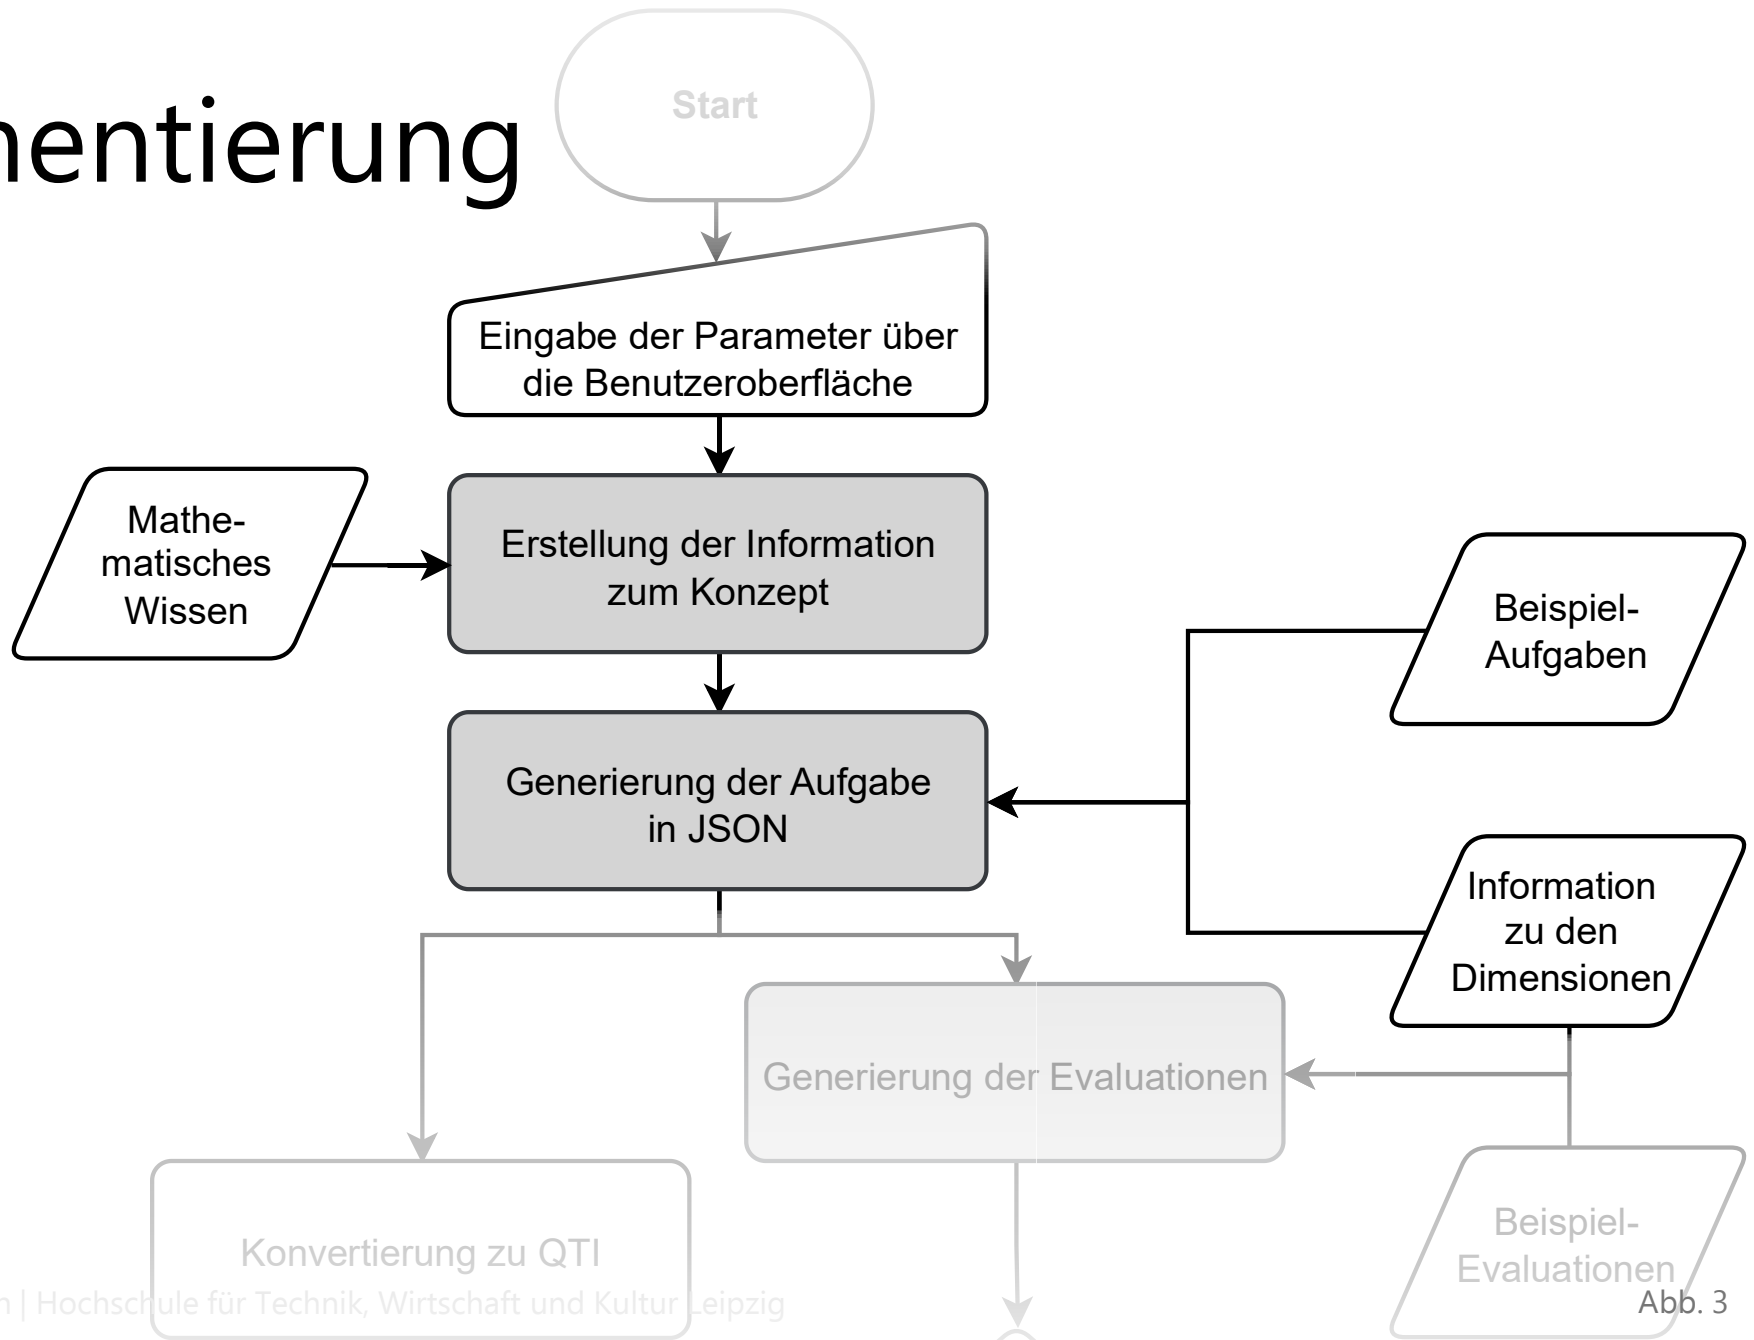 Start
nentierung
Eingabe der Parameter über
die Benutzeroberfläche
Mathe-
matisches
Wissen
Erstellung der Information
zum Konzept
Beispiel-
Aufgaben
Generierung der Aufgabe
in JSON
Information
zu den
Dimensionen
Generierung der Evaluationen
Konvertierung zu QTI
Beispiel-
Evaluationen
| Hochschule für Technik, Wirtschaft und Kultur Leipzig
Abb. 3